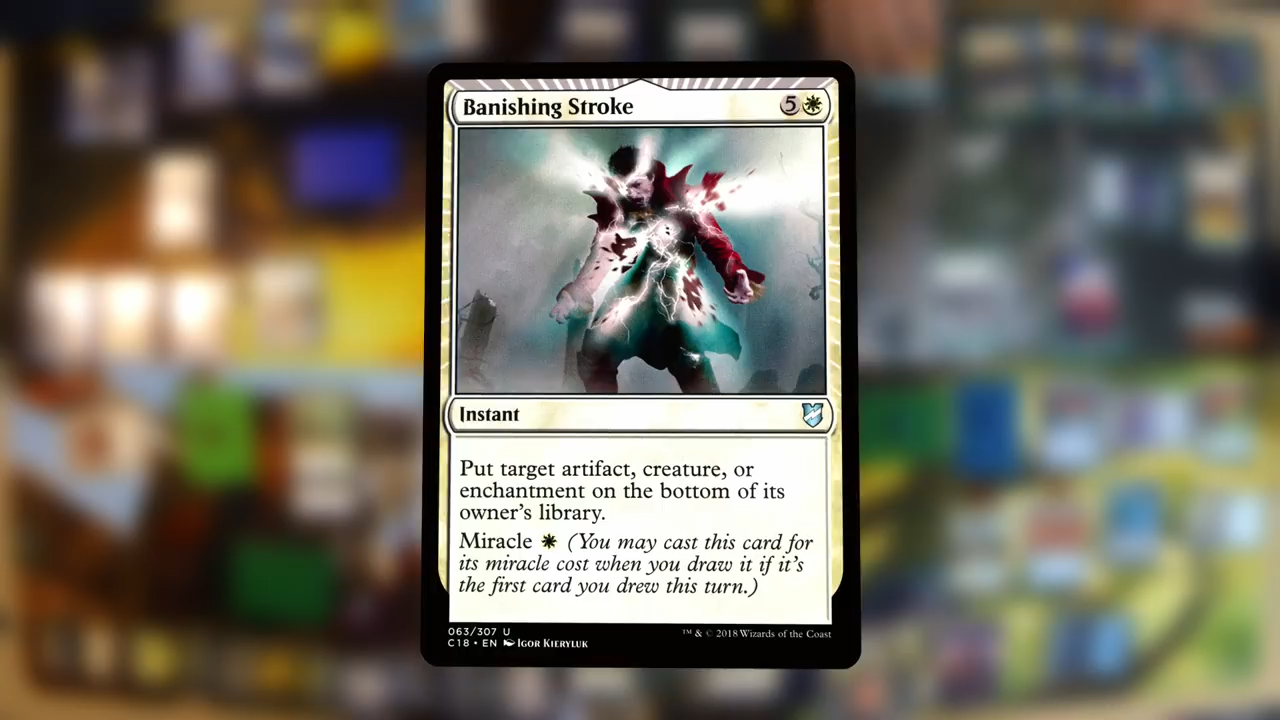 Banishing Stroke 5
Instant
Put target artifact, creature, or
enchantment on the bottom of its
owner's library.
Miracle (You may cast this card for
its miracle cost when you draw it if it's
the first card you drew this turn.)
063/307 U
C18 • EN Igor Kieryluk
™ & © 2018 Wizards of the Coast